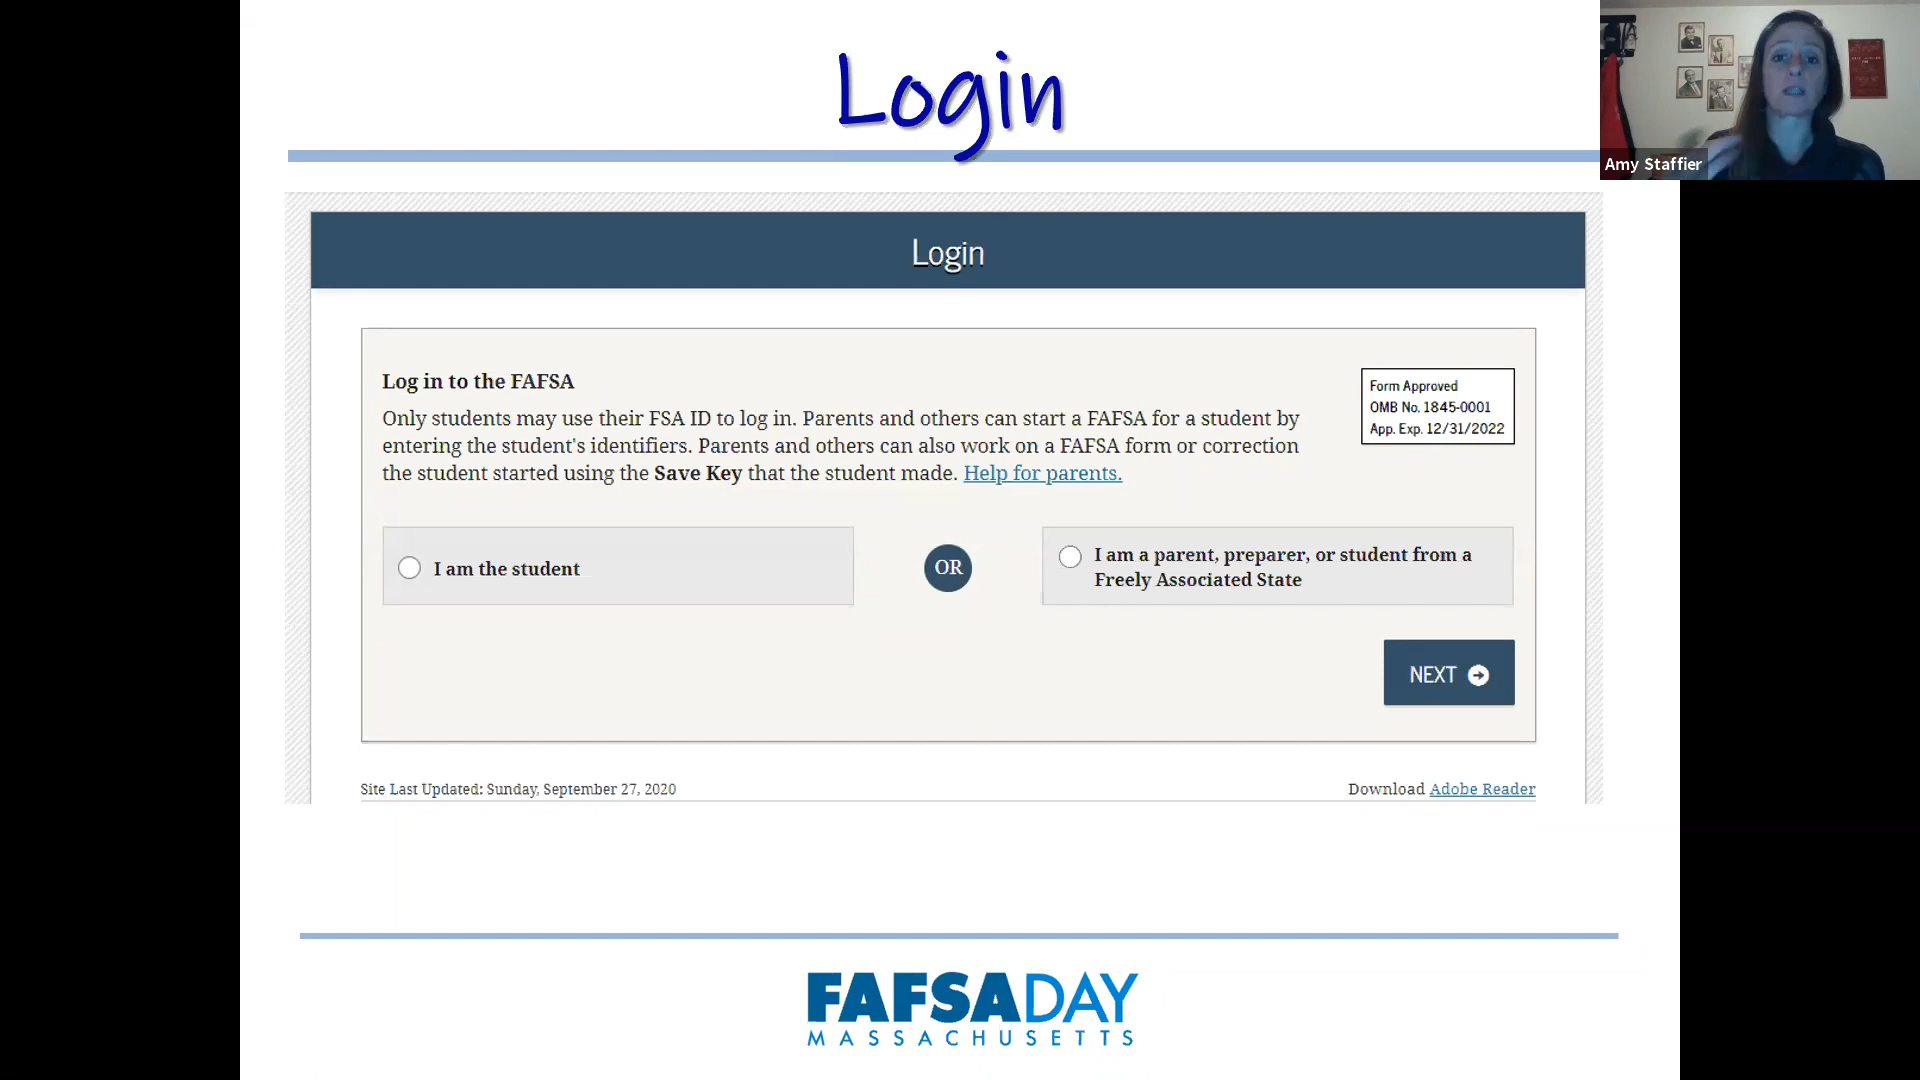 Login
Amy Staffier
Login
Log in to the FAFSA
Only students may use their FSA ID to log in. Parents and others can start a FAFSA for a student by
entering the student's identifiers. Parents and others can also work on a FAFSA form or correction
the student started using the Save Key that the student made. Help for parents.
Form Approved
OMB No. 1845-0001
App. Exp. 12/31/2022
I am the student
OR
I am a parent, preparer, or student from a
Freely Associated State
NEXT
Site Last Updated: Sunday, September 27, 2020
Download Adobe Reader
FAFSADAY
MASSACHUSETTS